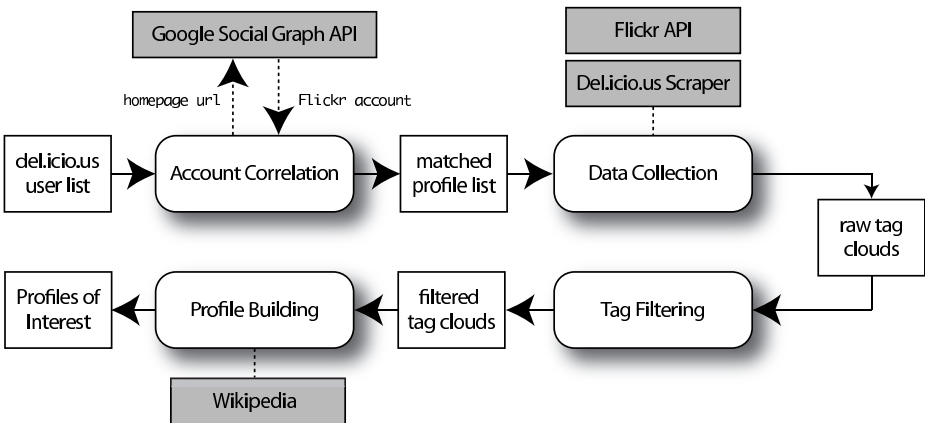 Google Social Graph API
Flickr API
Del.icio.us Scraper
homepage url
Flickr account
del.icio.us
user list
Account Correlation
matched
profile list
Data Collection
raw tag
clouds
Profiles of
Interest
Profile Building
filtered
tag clouds
Tag Filtering
Wikipedia